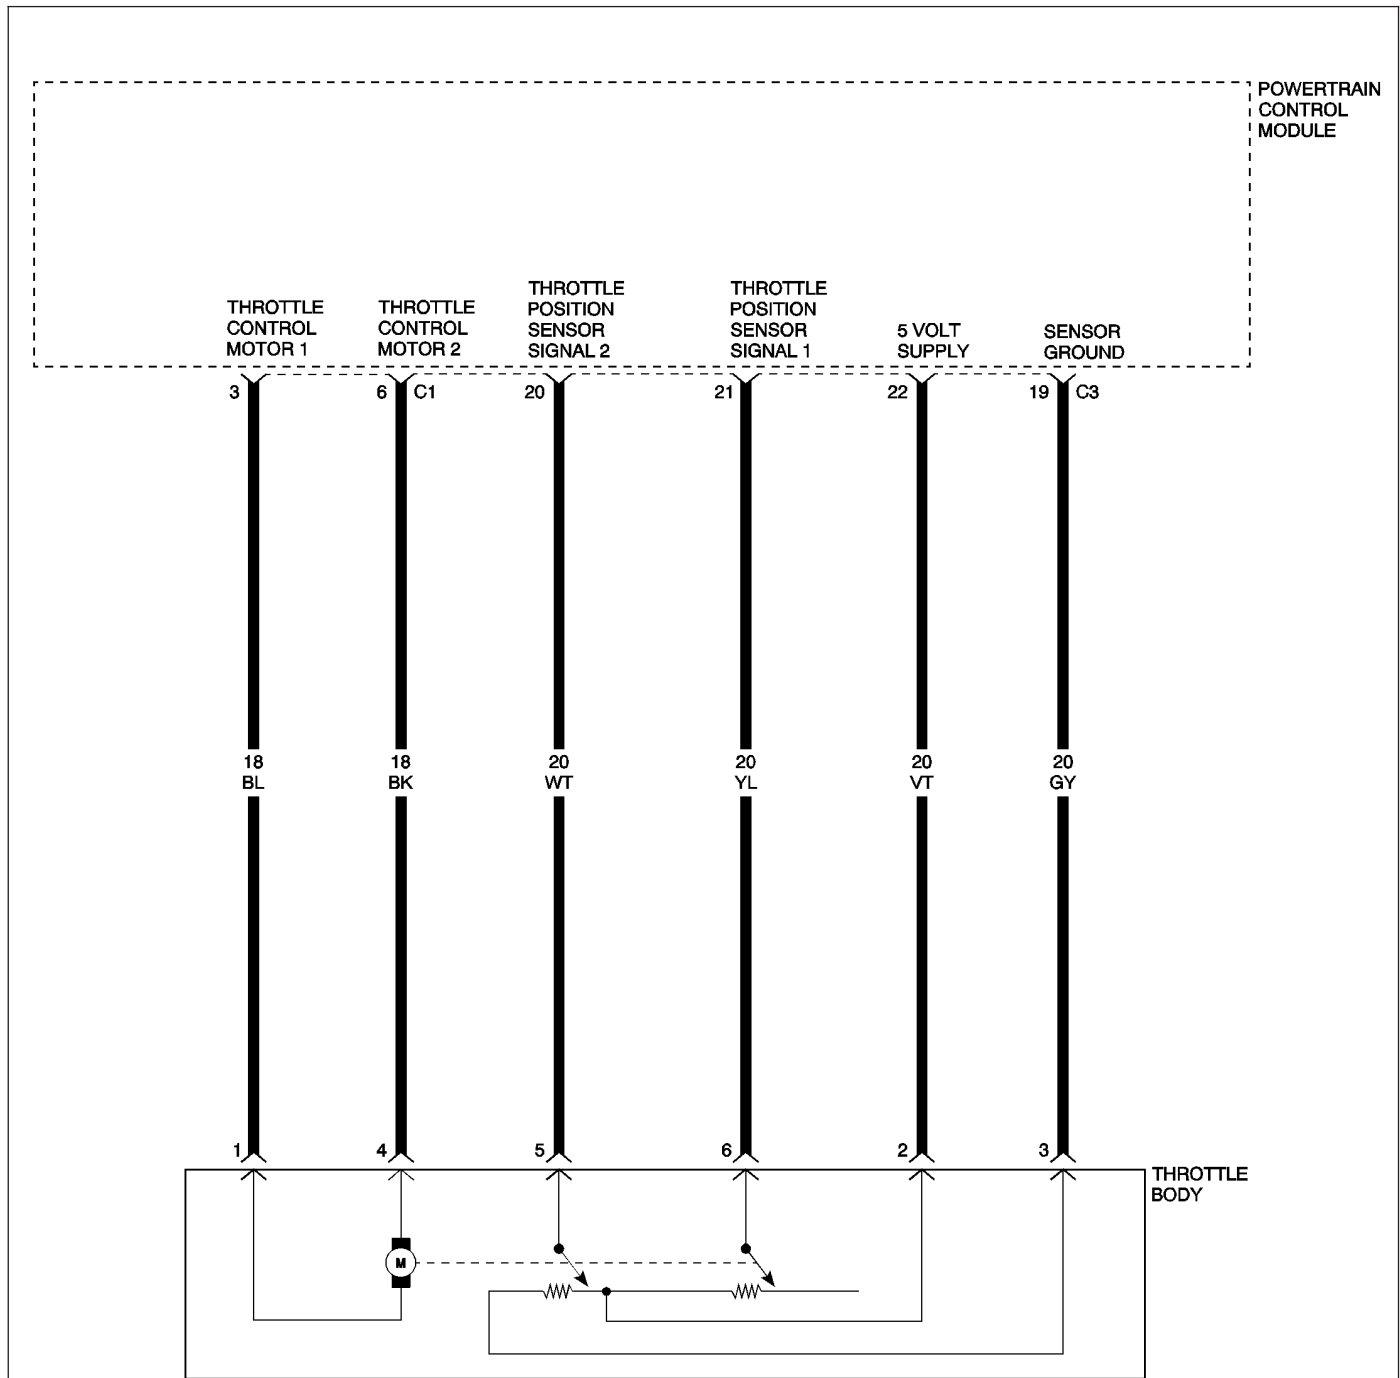 POWERTRAIN
CONTROL
MODULE
THROTTLE
CONTROL
MOTOR 1
THROTTLE
CONTROL
MOTOR 2
THROTTLE
POSITION
SENSOR
SIGNAL 2
THROTTLE
POSITION
SENSOR
SIGNAL 1
5 VOLT
SUPPLY
SENSOR
GROUND
3
6 C1
20
21
22
19 C3
18
BL
18
BK
20
WT
20
YL
20
VT
20
GY
1
4
5
6
2
3
THROTTLE
BODY
M